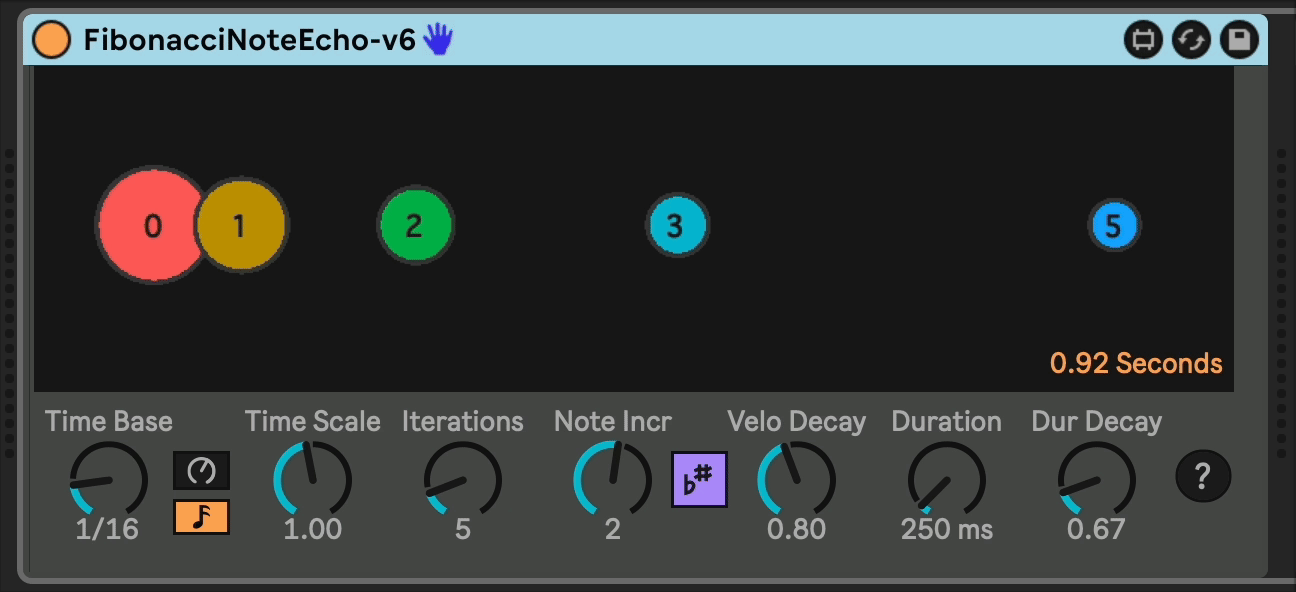 FibonacciNoteEcho-v6
0 1 2 3 5
0.92 Seconds
Time Base Time Scale Iterations Note Incr Velo Decay Duration Dur Decay
♭♯ ?
1/16 1.00 5 2 0.80 250 ms 0.67